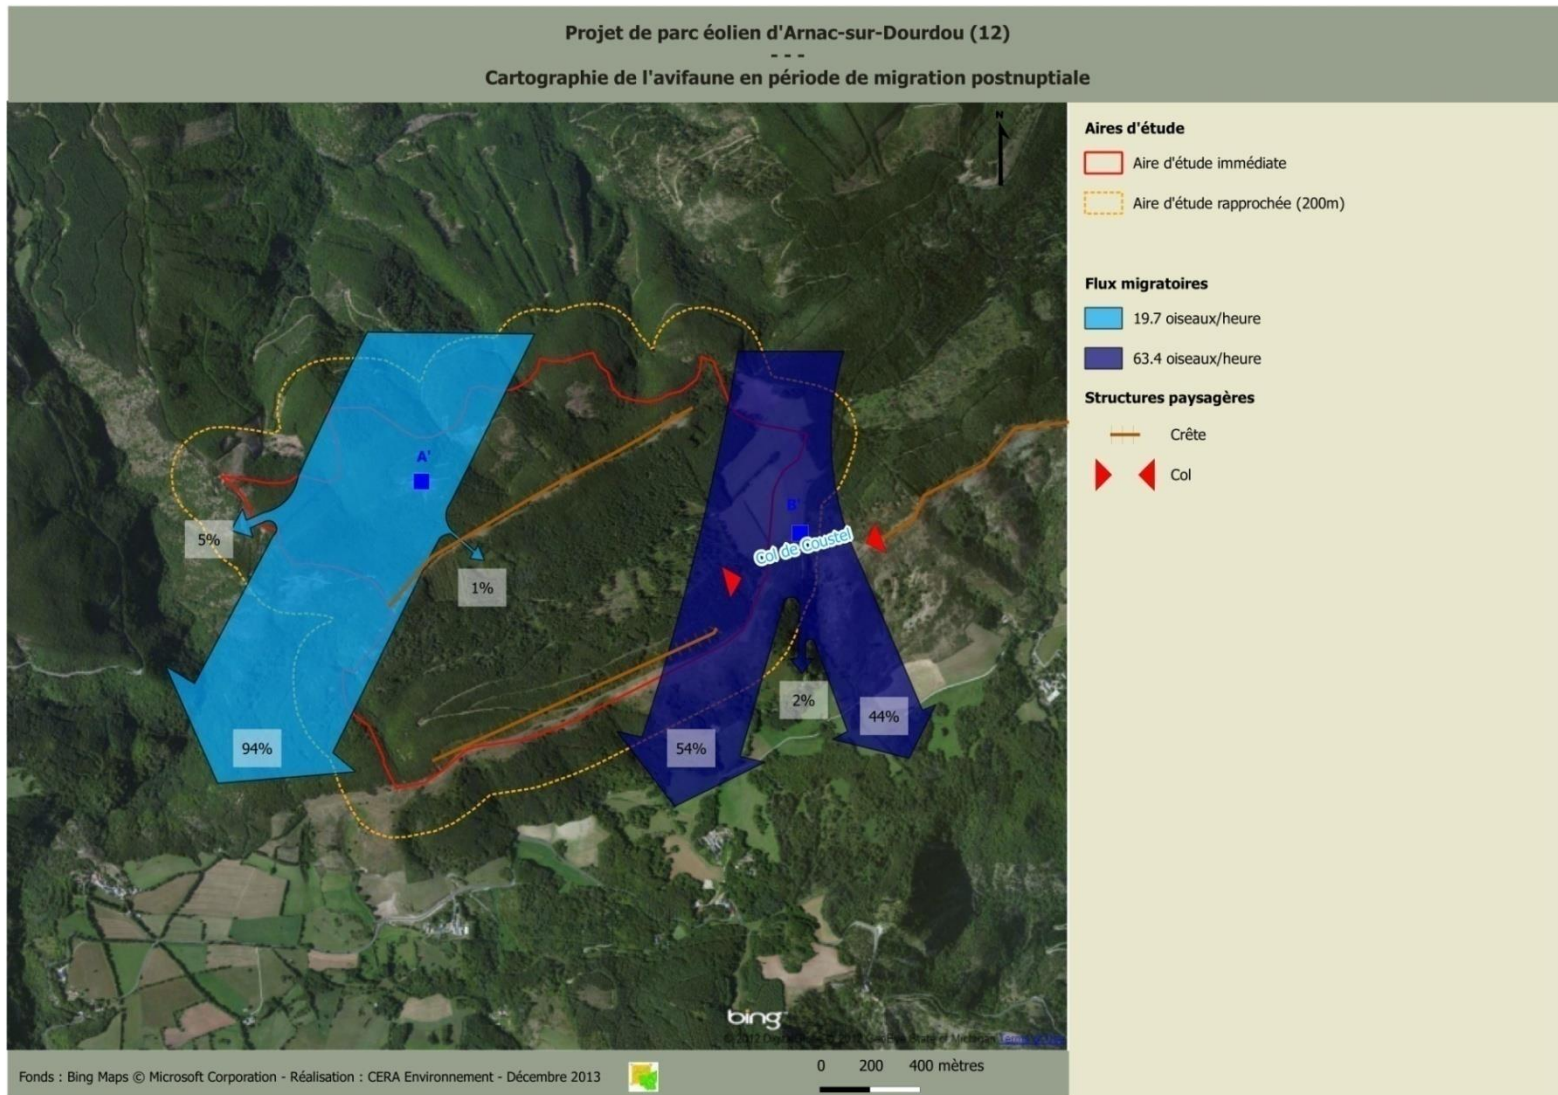 Projet de parc éolien d'Arnac-sur-Dourdou (12)
- - -
Cartographie de l'avifaune en période de migration postnuptiale
N
Aires d'étude
Aire d'étude immédiate
Aire d'étude rapprochée (200m)
Flux migratoires
19.7 oiseaux/heure
63.4 oiseaux/heure
Structures paysagères
Crête
Col
A'
B'
Col de Coustel
5%
1%
94%
54%
2%
44%
bing
Fonds : Bing Maps © Microsoft Corporation - Réalisation : CERA Environnement - Décembre 2013
0 200 400 mètres